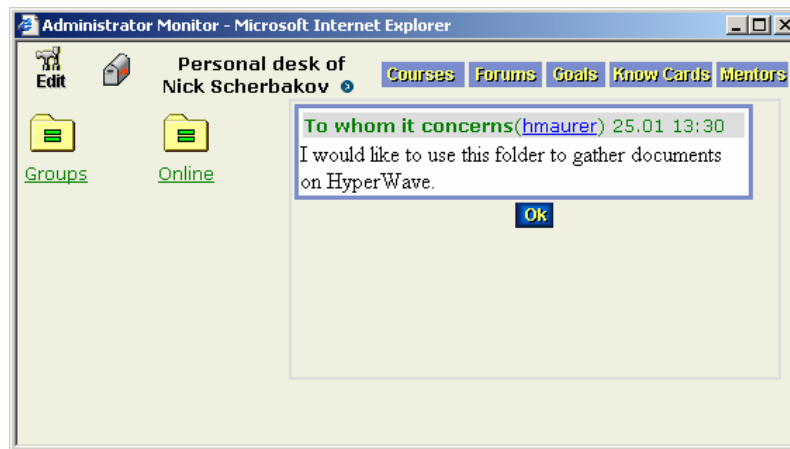 Administrator Monitor - Microsoft Internet Explorer
Edit
Personal desk of
Nick Scherbakov
Courses Forums Goals Know Cards Mentors
Groups
Online
To whom it concerns(hmaurer) 25.01 13:30
I would like to use this folder to gather documents
on HyperWave.
Ok